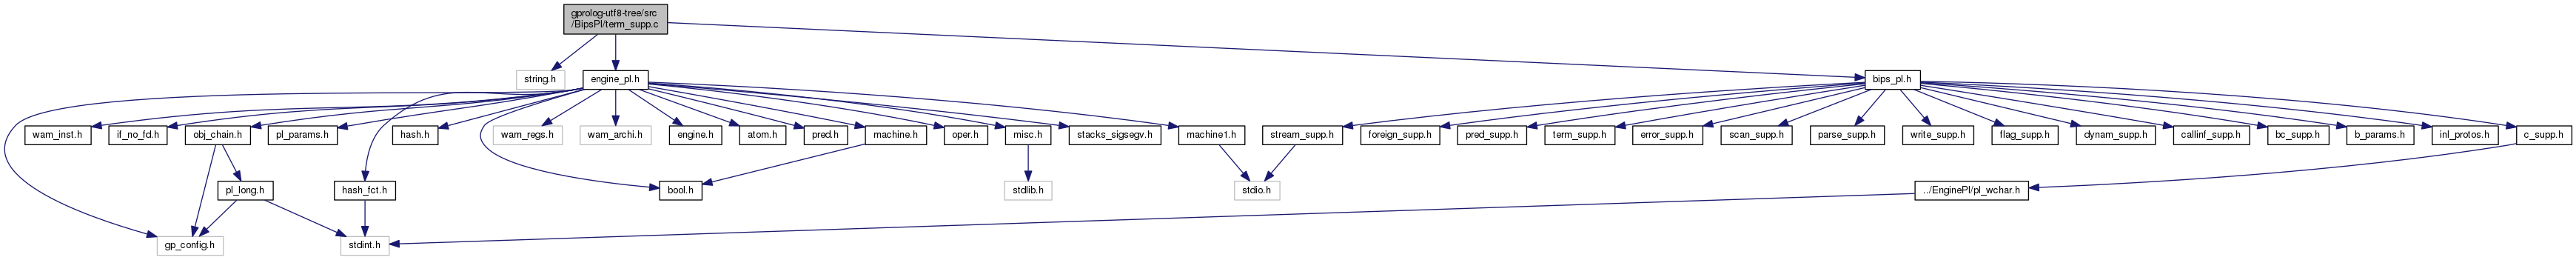 gprolog-utf8-tree/src
/BipsPl/term_supp.c
string.h
engine_pl.h
bips_pl.h
wam_inst.h
if_no_fd.h
obj_chain.h
pl_params.h
hash.h
wam_regs.h
wam_archi.h
engine.h
atom.h
pred.h
machine.h
oper.h
misc.h
stacks_sigsegv.h
machine1.h
stream_supp.h
foreign_supp.h
pred_supp.h
term_supp.h
error_supp.h
scan_supp.h
parse_supp.h
write_supp.h
flag_supp.h
dynam_supp.h
callinf_supp.h
bc_supp.h
b_params.h
inl_protos.h
c_supp.h
pl_long.h
hash_fct.h
bool.h
stdlib.h
stdio.h
../EnginePl/pl_wchar.h
gp_config.h
stdint.h